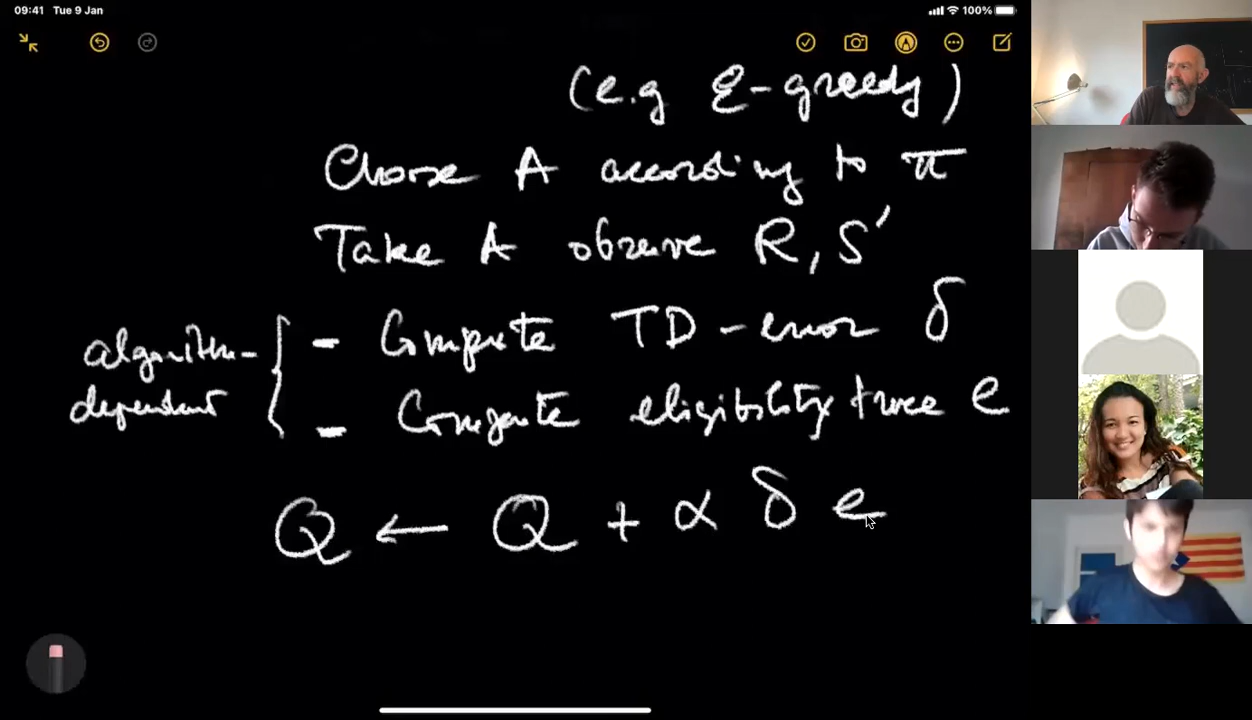 09:41 Tue 9 Jan 100%
(e.g ε-greedy)
Choose A according to π
Take A observe R, S'
algorithm-
dependent
- Compute TD-error δ
- Compute eligibility trace e
Q ← Q + α δ e